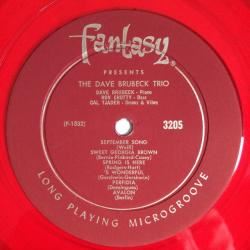 Fantasy
PRESENTS
THE DAVE BRUBECK TRIO
DAVE BRUBECK - Piano
RON CROTTY - Bass
CAL TJADER - Drums & Vibes
(F-1532)
3205
SEPTEMBER SONG
(Weill)
SWEET GEORGIA BROWN
(Bernie-Pinkard-Casey)
SPRING IS HERE
(Rodgers-Hart)
'S WONDERFUL
(Gershwin-Gershwin)
PERFIDIA
(Dominguez)
AVALON
(Berlin)
LONG PLAYING MICROGROOVE